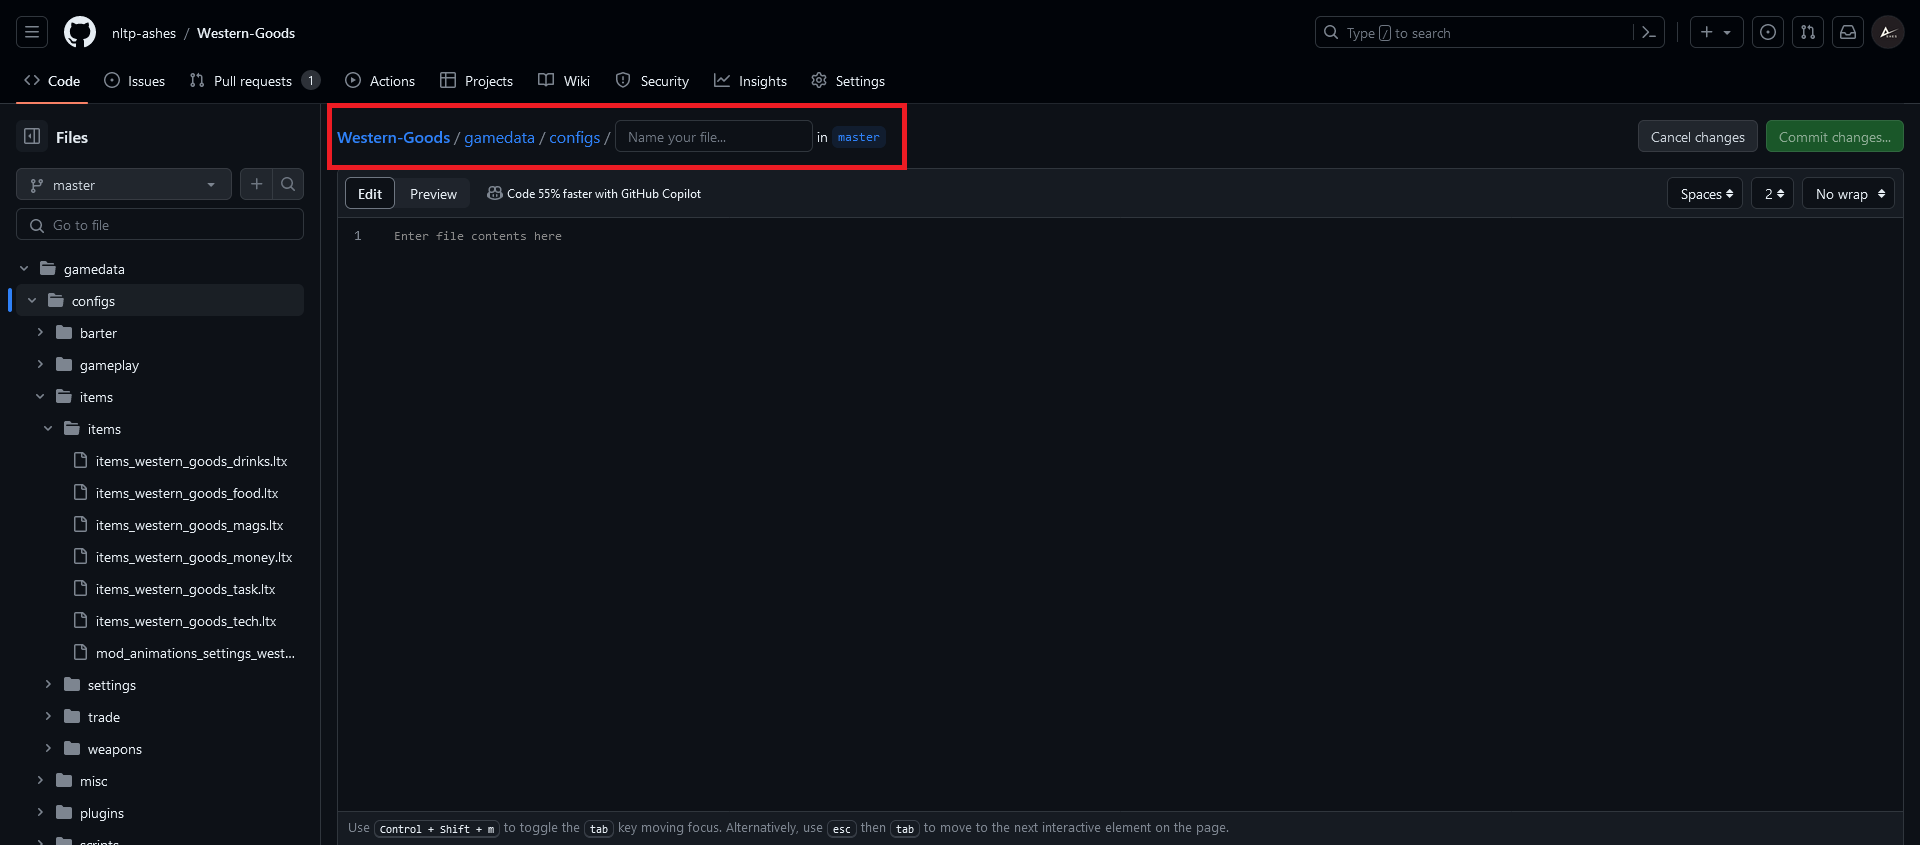 nltp-ashes / Western-Goods
Type / to search
Code
Issues
Pull requests 1
Actions
Projects
Wiki
Security
Insights
Settings
Files
master
Go to file
gamedata
configs
barter
gameplay
items
items
items_western_goods_drinks.ltx
items_western_goods_food.ltx
items_western_goods_mags.ltx
items_western_goods_money.ltx
items_western_goods_task.ltx
items_western_goods_tech.ltx
mod_animations_settings_west...
settings
trade
weapons
misc
plugins
scripts
Western-Goods / gamedata / configs / Name your file... in master
Cancel changes
Commit changes...
Edit
Preview
Code 55% faster with GitHub Copilot
Spaces
2
No wrap
1 Enter file contents here
Use Control + Shift + m to toggle the tab key moving focus. Alternatively, use esc then tab to move to the next interactive element on the page.